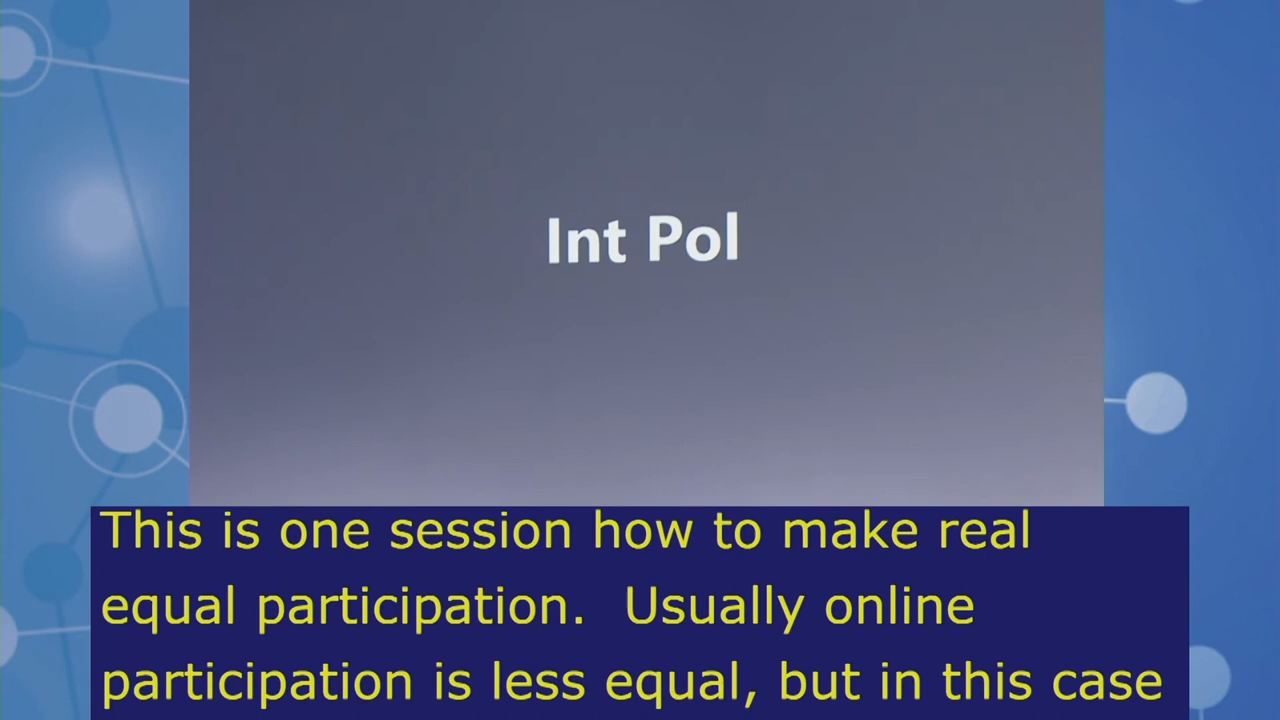 Int Pol
This is one session how to make real
equal participation.  Usually online
participation is less equal, but in this case